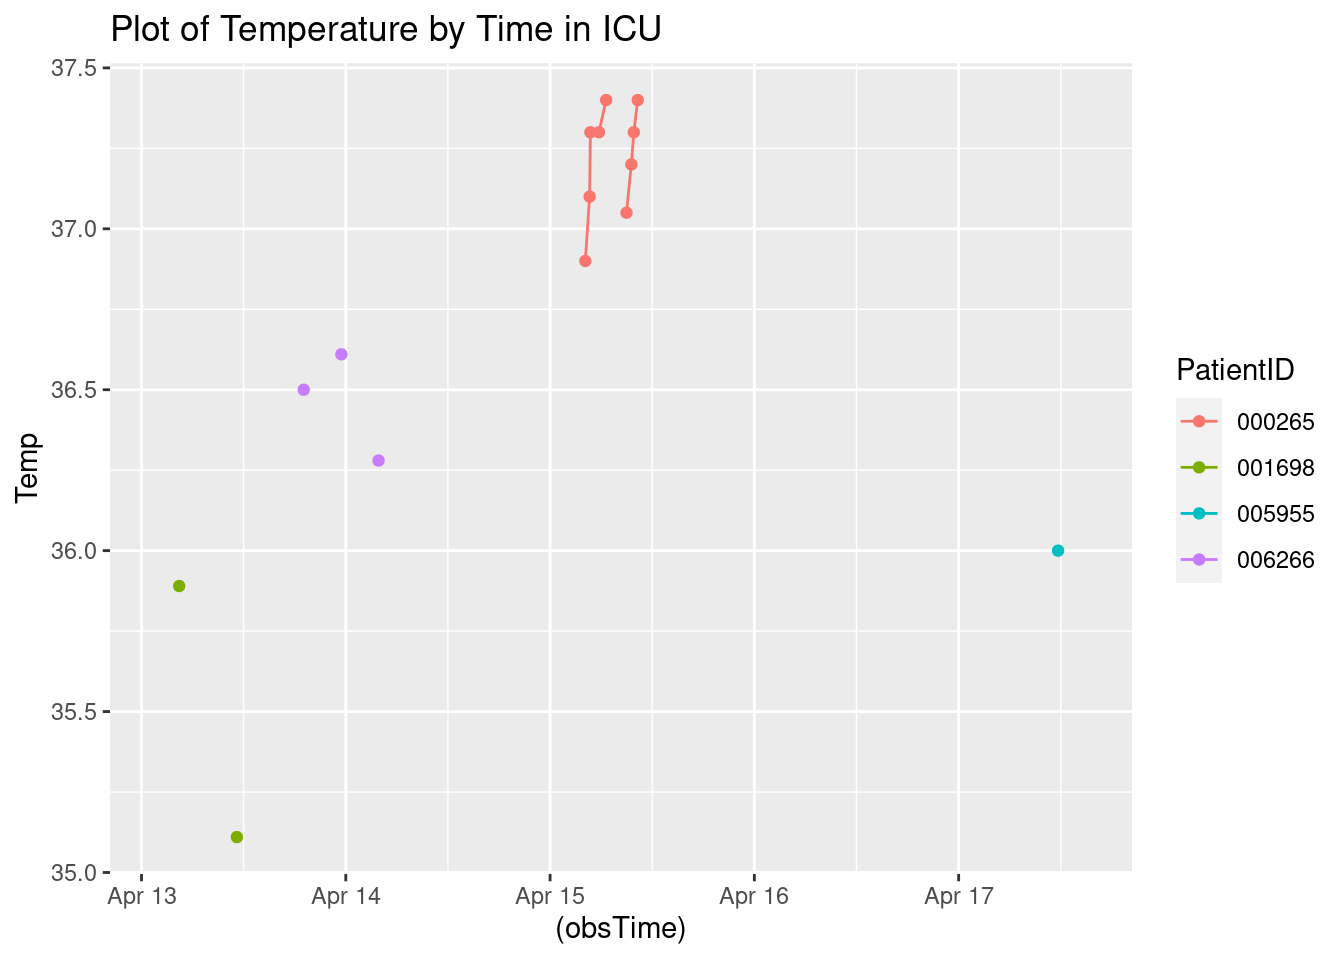 Plot of Temperature by Time in ICU
37.5
37.0
36.5
36.0
35.5
35.0
Temp
Apr 13 Apr 14 Apr 15 Apr 16 Apr 17
(obsTime)
PatientID
000265
001698
005955
006266